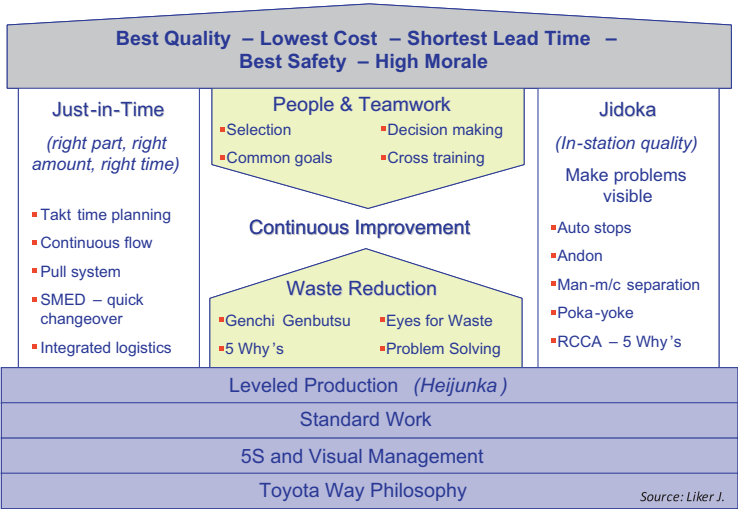 Best Quality – Lowest Cost – Shortest Lead Time –
Best Safety – High Morale
Just-in-Time
(right part, right
amount, right time)
▪Takt time planning
▪Continuous flow
▪Pull system
▪SMED – quick
changeover
▪Integrated logistics
People & Teamwork
▪Selection
▪Decision making
▪Common goals
▪Cross training
Continuous Improvement
Waste Reduction
▪Genchi Genbutsu
▪Eyes for Waste
▪5 Why's
▪Problem Solving
Jidoka
(In-station quality)
Make problems
visible
▪Auto stops
▪Andon
▪Man-m/c separation
▪Poka-yoke
▪RCCA – 5 Why's
Leveled Production (Heijunka)
Standard Work
5S and Visual Management
Toyota Way Philosophy
Source: Liker J.